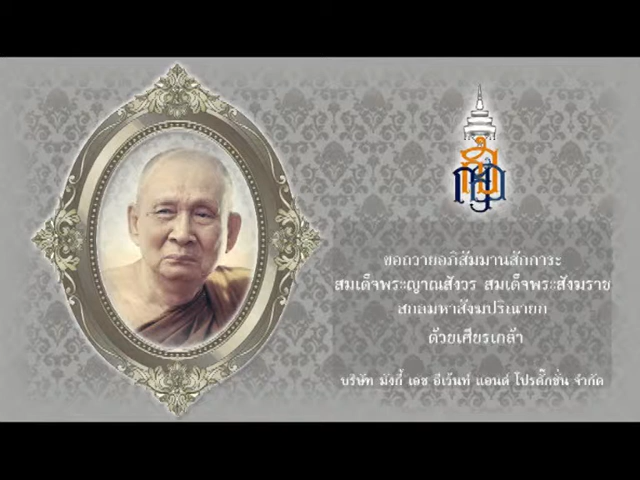 ขอถวายอภิสัมมานสักการะ
สมเด็จพระญาณสังวร สมเด็จพระสังฆราช
สกลมหาสังฆปริณายก
ด้วยเศียรเกล้า
บริษัท มังกี้ เดช อีเว้นท์ แอนด์ โปรดั๊กชั่น จำกัด